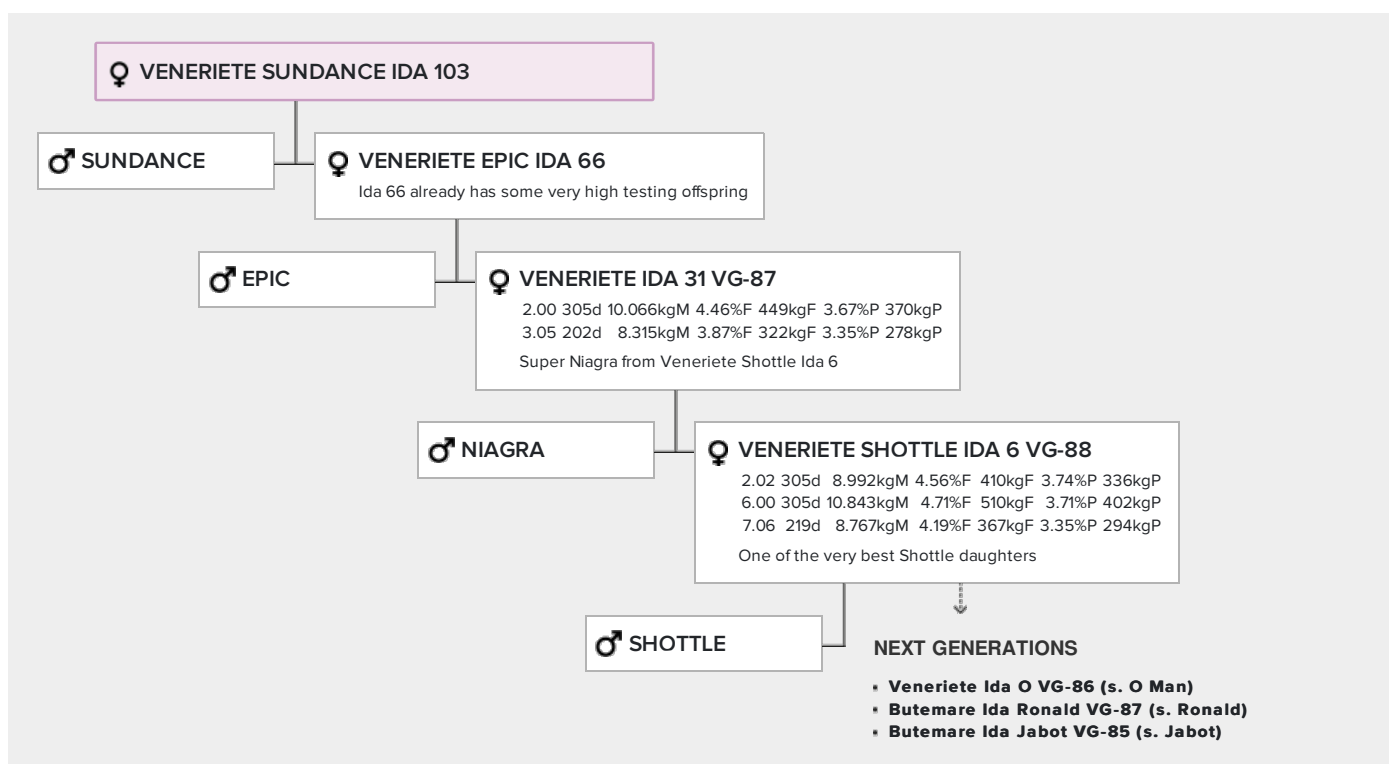 VENERIETE SUNDANCE IDA 103
SUNDANCE
VENERIETE EPIC IDA 66
Ida 66 already has some very high testing offspring
EPIC
VENERIETE IDA 31 VG-87
2.00 305d 10.066kgM 4.46%F 449kgF 3.67%P 370kgP
3.05 202d 8.315kgM 3.87%F 322kgF 3.35%P 278kgP
Super Niagra from Veneriete Shottle Ida 6
NIAGRA
VENERIETE SHOTTLE IDA 6 VG-88
2.02 305d 8.992kgM 4.56%F 410kgF 3.74%P 336kgP
6.00 305d 10.843kgM 4.71%F 510kgF 3.71%P 402kgP
7.06 219d 8.767kgM 4.19%F 367kgF 3.35%P 294kgP
One of the very best Shottle daughters
SHOTTLE
NEXT GENERATIONS
Veneriete Ida O VG-86 (s. O Man)
Butemare Ida Ronald VG-87 (s. Ronald)
Butemare Ida Jabot VG-85 (s. Jabot)